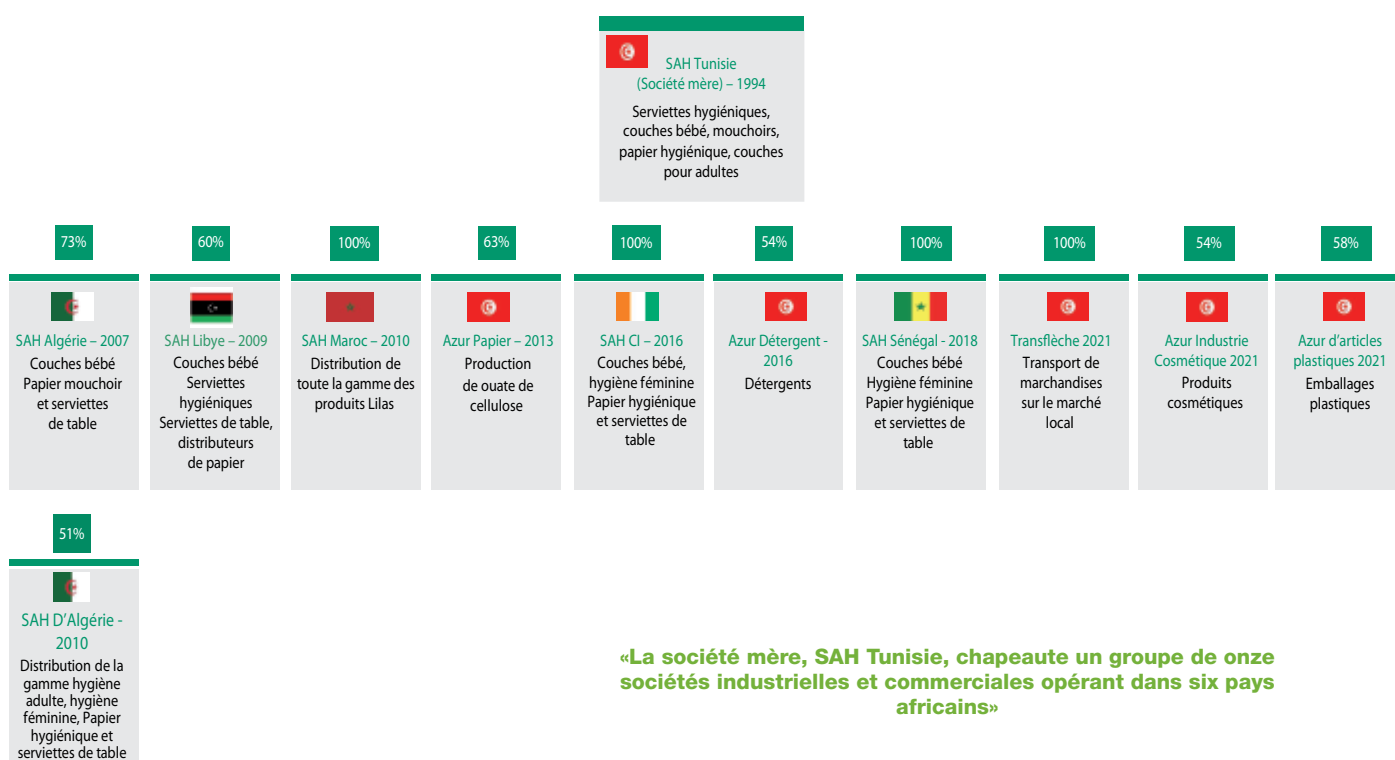 SAH Tunisie
(Société mère) – 1994
Serviettes hygiéniques,
couches bébé, mouchoirs,
papier hygiénique, couches
pour adultes
73%
SAH Algérie – 2007
Couches bébé
Papier mouchoir
et serviettes
de table
60%
SAH Libye – 2009
Couches bébé
Serviettes
hygiéniques
Serviettes de table,
distributeurs
de papier
100%
SAH Maroc – 2010
Distribution de
toute la gamme des
produits Lilas
63%
Azur Papier – 2013
Production
de ouate de
cellulose
100%
SAH CI – 2016
Couches bébé,
hygiène féminine
Papier hygiénique
et serviettes de
table
54%
Azur Détergent -
2016
Détergents
100%
SAH Sénégal - 2018
Couches bébé
Hygiène féminine
Papier hygiénique
et serviettes de
table
100%
Transflèche 2021
Transport de
marchandises
sur le marché
local
54%
Azur Industrie
Cosmétique 2021
Produits
cosmétiques
58%
Azur d’articles
plastiques 2021
Emballages
plastiques
51%
SAH D’Algérie -
2010
Distribution de la
gamme hygiène
adulte, hygiène
féminine, Papier
hygiénique et
serviettes de table
«La société mère, SAH Tunisie, chapeaute un groupe de onze
sociétés industrielles et commerciales opérant dans six pays
africains»